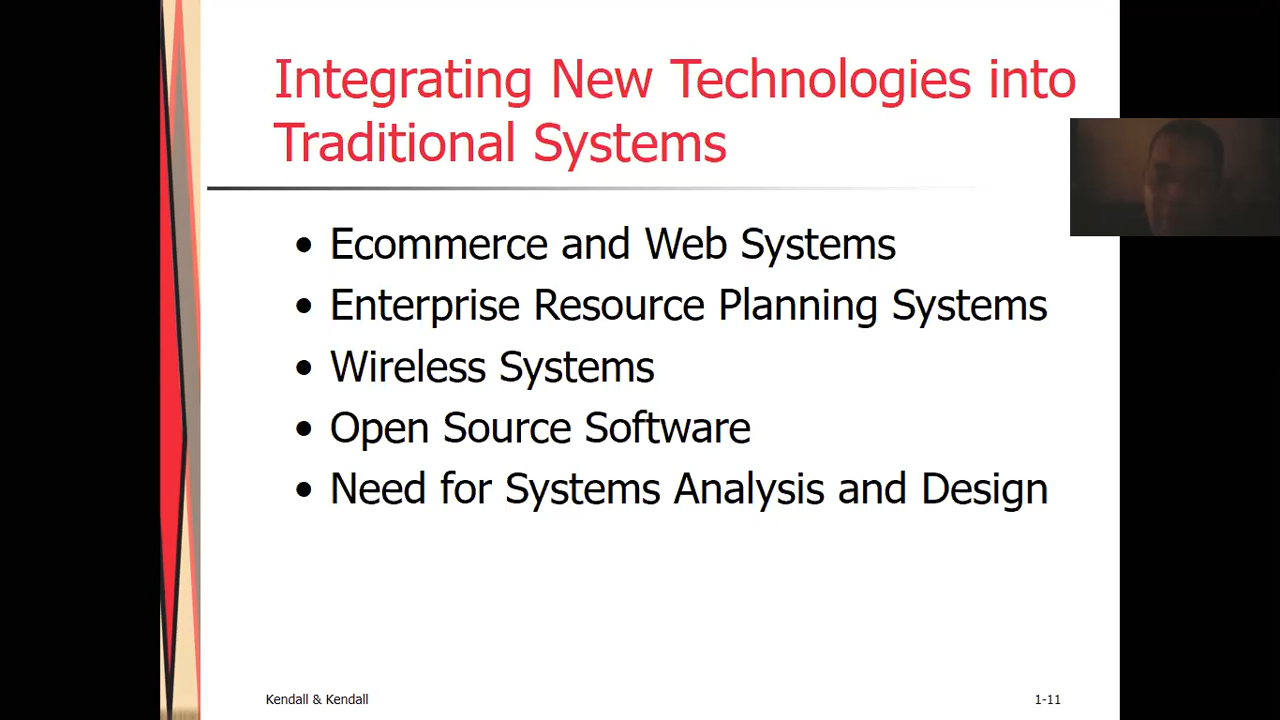 Integrating New Technologies into
Traditional Systems
• Ecommerce and Web Systems
• Enterprise Resource Planning Systems
• Wireless Systems
• Open Source Software
• Need for Systems Analysis and Design
Kendall & Kendall
1-11